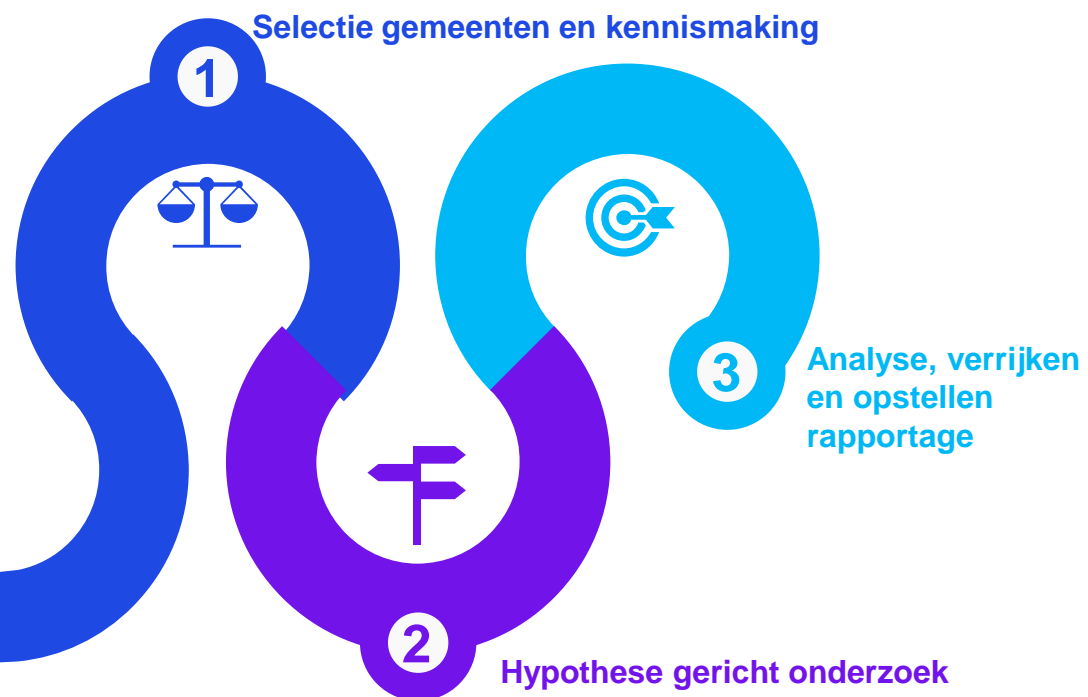 1
Selectie gemeenten en kennismaking
2
Hypothese gericht onderzoek
3
Analyse, verrijken
en opstellen
rapportage